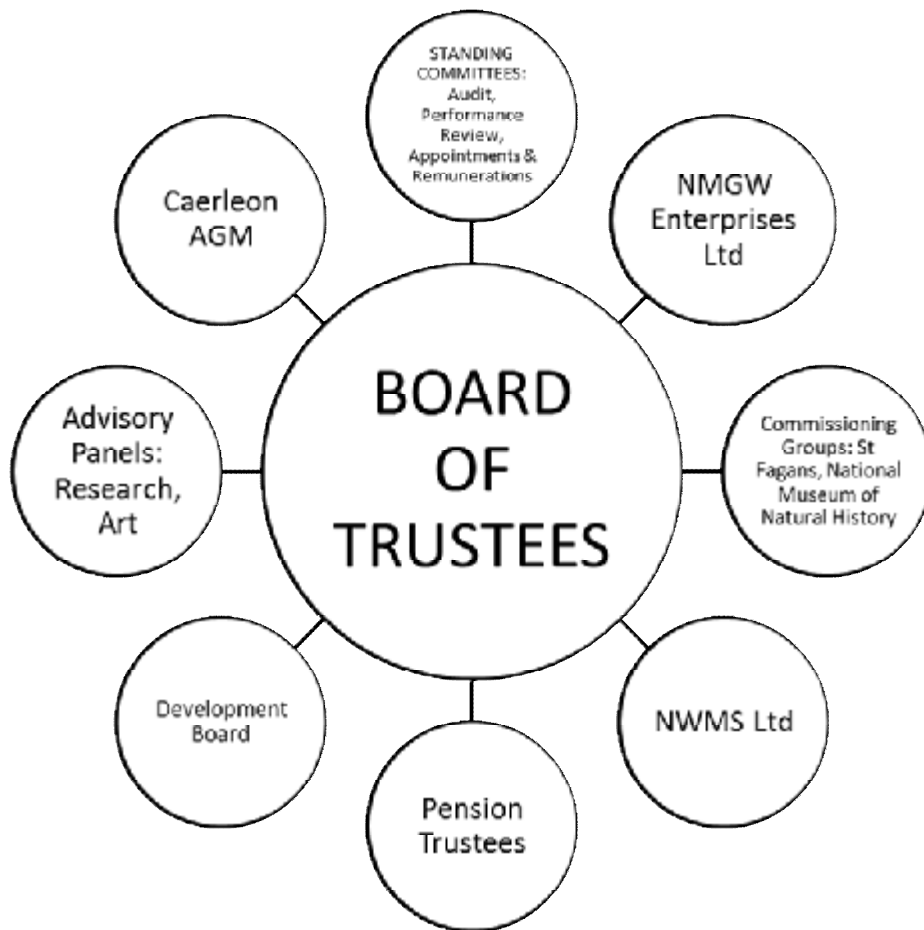 STANDING
COMMITTEES:
Audit,
Performance
Review,
Appointments &
Remunerations
NMGW
Enterprises
Ltd
Commissioning
Groups: St
Fagans, National
Museum of
Natural History
NWMS Ltd
Pension
Trustees
Development
Board
Advisory
Panels:
Research,
Art
Caerleon
AGM
BOARD
OF
TRUSTEES